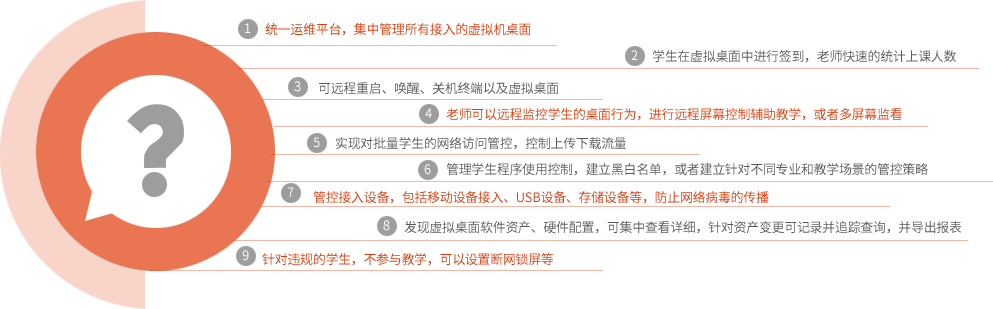 1 统一运维平台，集中管理所有接入的虚拟机桌面
2 学生在虚拟桌面中进行签到，老师快速的统计上课人数
3 可远程重启、唤醒、关机终端以及虚拟桌面
4 老师可以远程监控学生的桌面行为，进行远程屏幕控制辅助教学，或者多屏幕监看
?
5 实现对批量学生的网络访问管控，控制上传下载流量
6 管理学生程序使用控制，建立黑白名单，或者建立针对不同专业和教学场景的管控策略
7 管控接入设备，包括移动设备接入、USB设备、存储设备等，防止网络病毒的传播
8 发现虚拟桌面软件资产、硬件配置，可集中查看详细，针对资产变更可记录并追踪查询，并导出报表
9 针对违规的学生，不参与教学，可以设置断网锁屏等